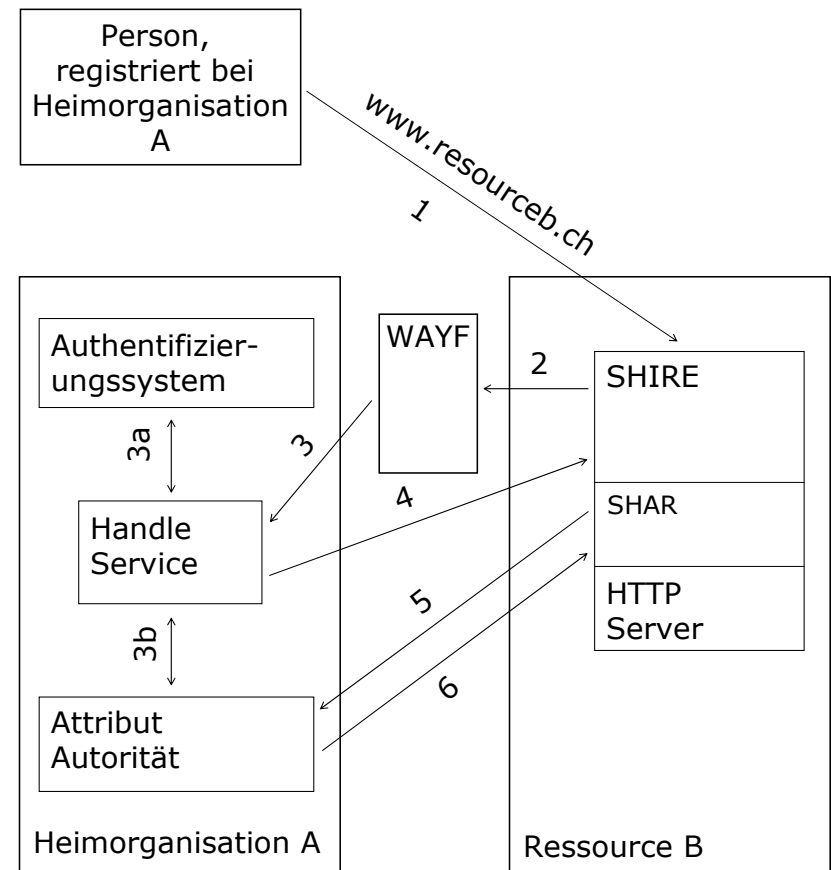 Person,
registriert bei
Heimorganisation
A
www.resourceb.ch
1
Authentifizier-
ungssystem
WAYF
2
SHIRE
3a
3
4
Handle
Service
SHAR
5
HTTP
Server
3b
6
Attribut
Autorität
Heimorganisation A
Ressource B